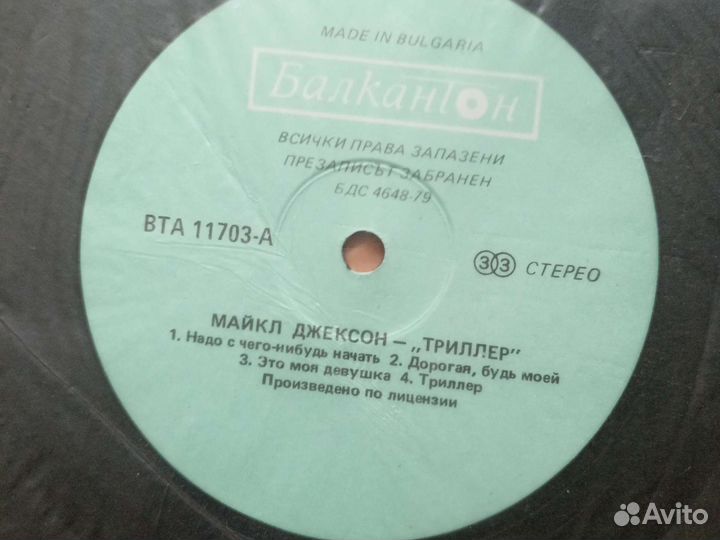 MADE IN BULGARIA
Балкантон
ВСИЧКИ ПРАВА ЗАПАЗЕНИ
ПРЕЗАПИСЪТ ЗАБРАНЕН
БДС 4648-79
ВТА 11703-А
33 СТЕРЕО
МАЙКЛ ДЖЕКСОН — „ТРИЛЛЕР"
1. Надо с чего-нибудь начать 2. Дорогая, будь моей
3. Это моя девушка 4. Триллер
Произведено по лицензии
Avito